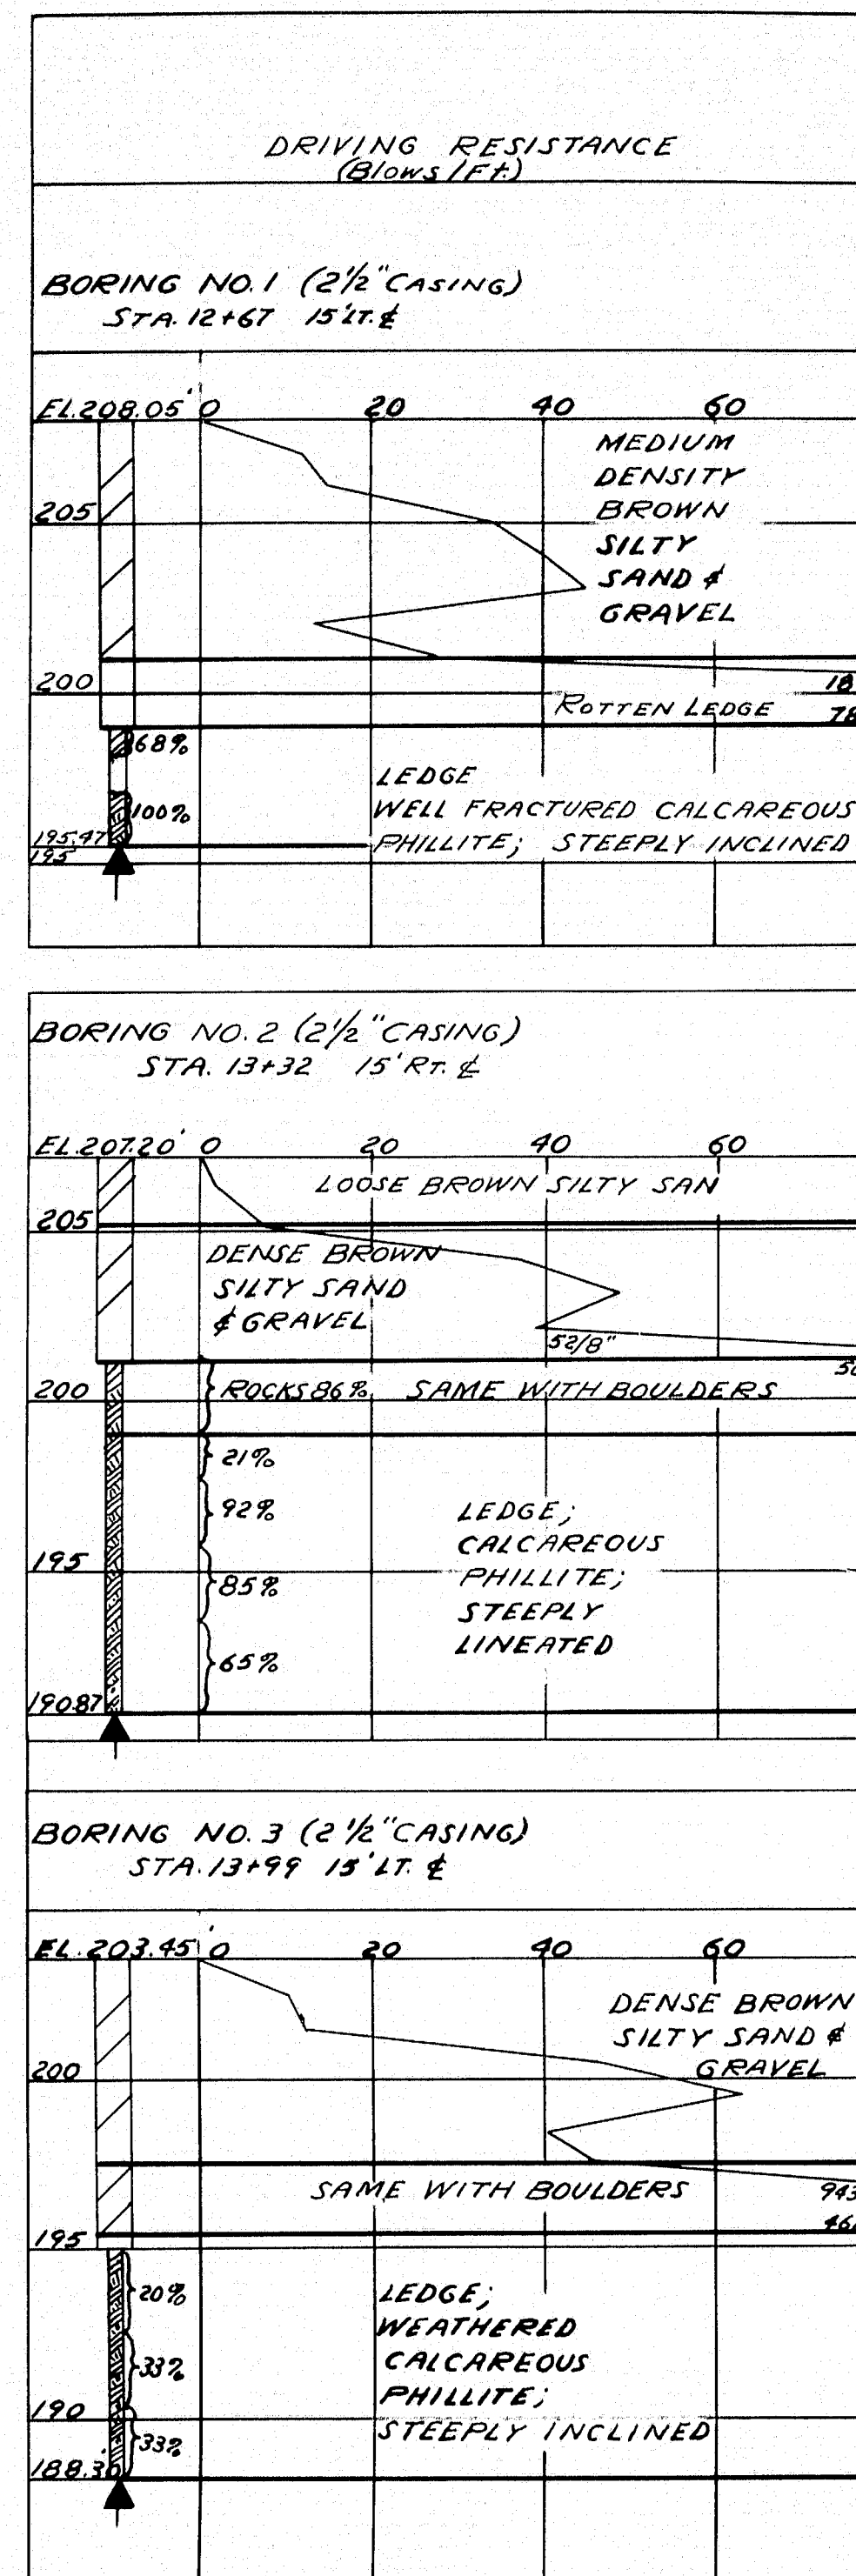 DRIVING RESISTANCE
(Blows/Ft.)
BORING NO. 1 (2½" CASING)
STA. 12+67 15' LT. ℄
EL. 208.05' 0 20 40 60
MEDIUM
DENSITY
BROWN
205
SILTY
SAND &
GRAVEL
200
18
ROTTEN LEDGE 78
68%
LEDGE
100% WELL FRACTURED CALCAREOUS
195.47 PHILLITE; STEEPLY INCLINED
195
BORING NO. 2 (2½" CASING)
STA. 13+32 15' RT. ℄
EL. 207.20' 0 20 40 60
LOOSE BROWN SILTY SAN
205
DENSE BROWN
SILTY SAND
& GRAVEL
52/8"
200 ROCKS 86% SAME WITH BOULDERS
21%
92% LEDGE;
CALCAREOUS
195 PHILLITE;
85%
STEEPLY
LINEATED
65%
190.87
BORING NO. 3 (2½" CASING)
STA. 13+99 15' LT. ℄
EL. 203.45' 0 20 40 60
DENSE BROWN
SILTY SAND &
200 GRAVEL
SAME WITH BOULDERS 943
195
20% LEDGE;
WEATHERED
33% CALCAREOUS
PHILLITE;
190
33% STEEPLY INCLINED
188.30